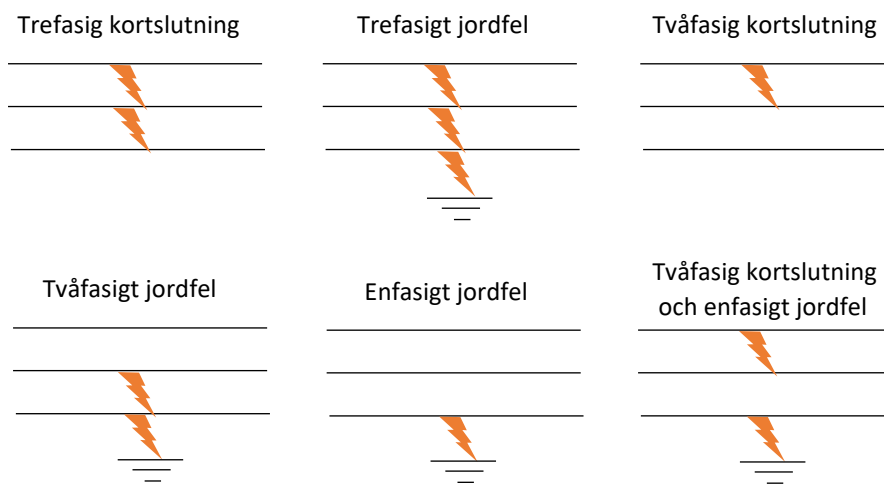 Trefasig kortslutning
Trefasigt jordfel
Tvåfasig kortslutning
Tvåfasigt jordfel
Enfasigt jordfel
Tvåfasig kortslutning
och enfasigt jordfel